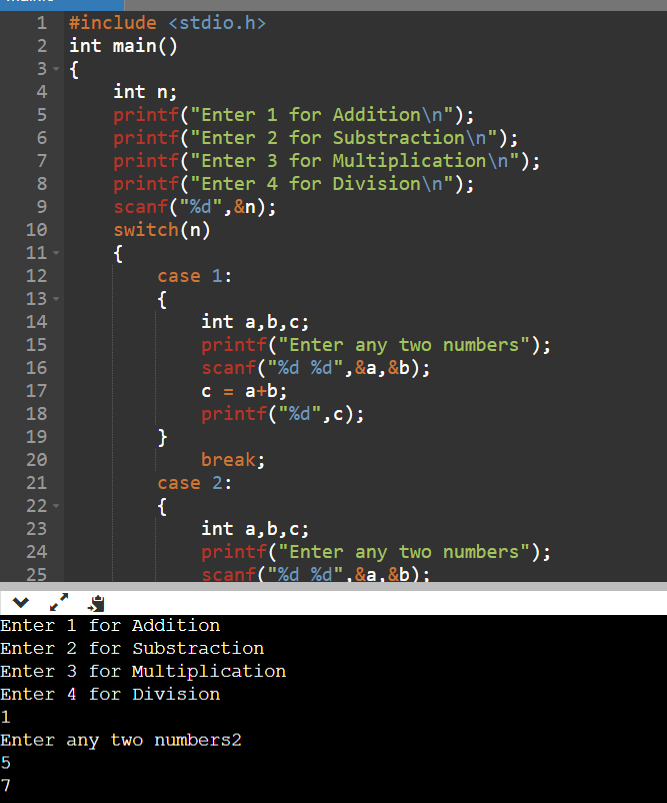 1 #include <stdio.h>
2 int main()
3 {
4 int n;
5 printf("Enter 1 for Addition\n");
6 printf("Enter 2 for Substraction\n");
7 printf("Enter 3 for Multiplication\n");
8 printf("Enter 4 for Division\n");
9 scanf("%d",&n);
10 switch(n)
11 {
12 case 1:
13 {
14 int a,b,c;
15 printf("Enter any two numbers");
16 scanf("%d %d",&a,&b);
17 c = a+b;
18 printf("%d",c);
19 }
20 break;
21 case 2:
22 {
23 int a,b,c;
24 printf("Enter any two numbers");
25 scanf("%d %d",&a,&b);
Enter 1 for Addition
Enter 2 for Substraction
Enter 3 for Multiplication
Enter 4 for Division
1
Enter any two numbers2
5
7